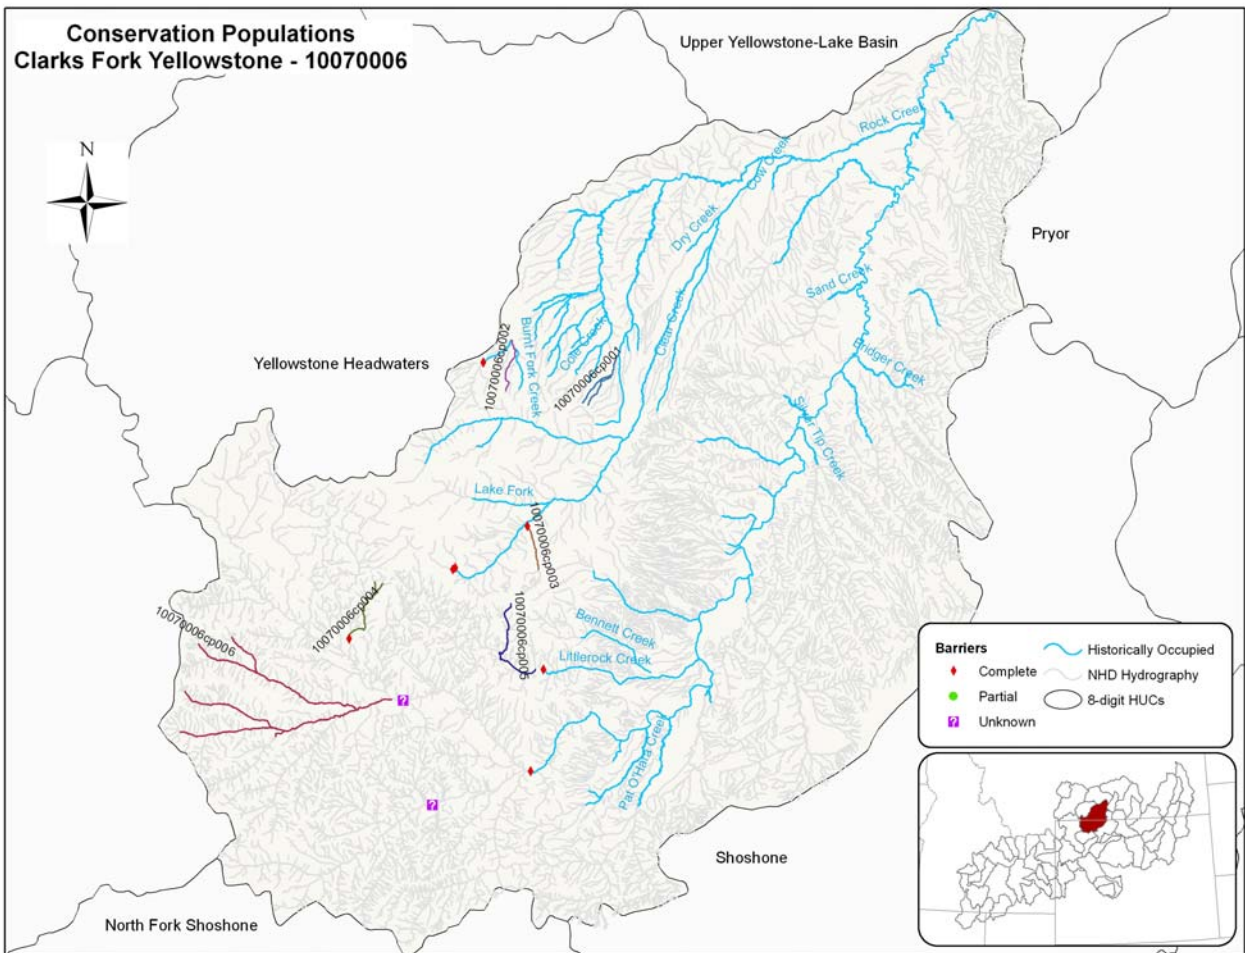 Conservation Populations
Clarks Fork Yellowstone - 10070006
Upper Yellowstone-Lake Basin
N
Rock Creek
Cow Creek
Dry Creek
Pryor
Sand Creek
Clear Creek
Cole Creek
Burnt Fork Creek
10070006cp002
10070006cp001
Yellowstone Headwaters
Bridger Creek
Silver Tip Creek
Lake Fork
10070006cp003
10070006cp004
10070006cp005
10070006cp006
Bennett Creek
Littlerock Creek
Pat O'Hara Creek
Shoshone
North Fork Shoshone
Barriers
Complete
Partial
Unknown
Historically Occupied
NHD Hydrography
8-digit HUCs
?
?
?